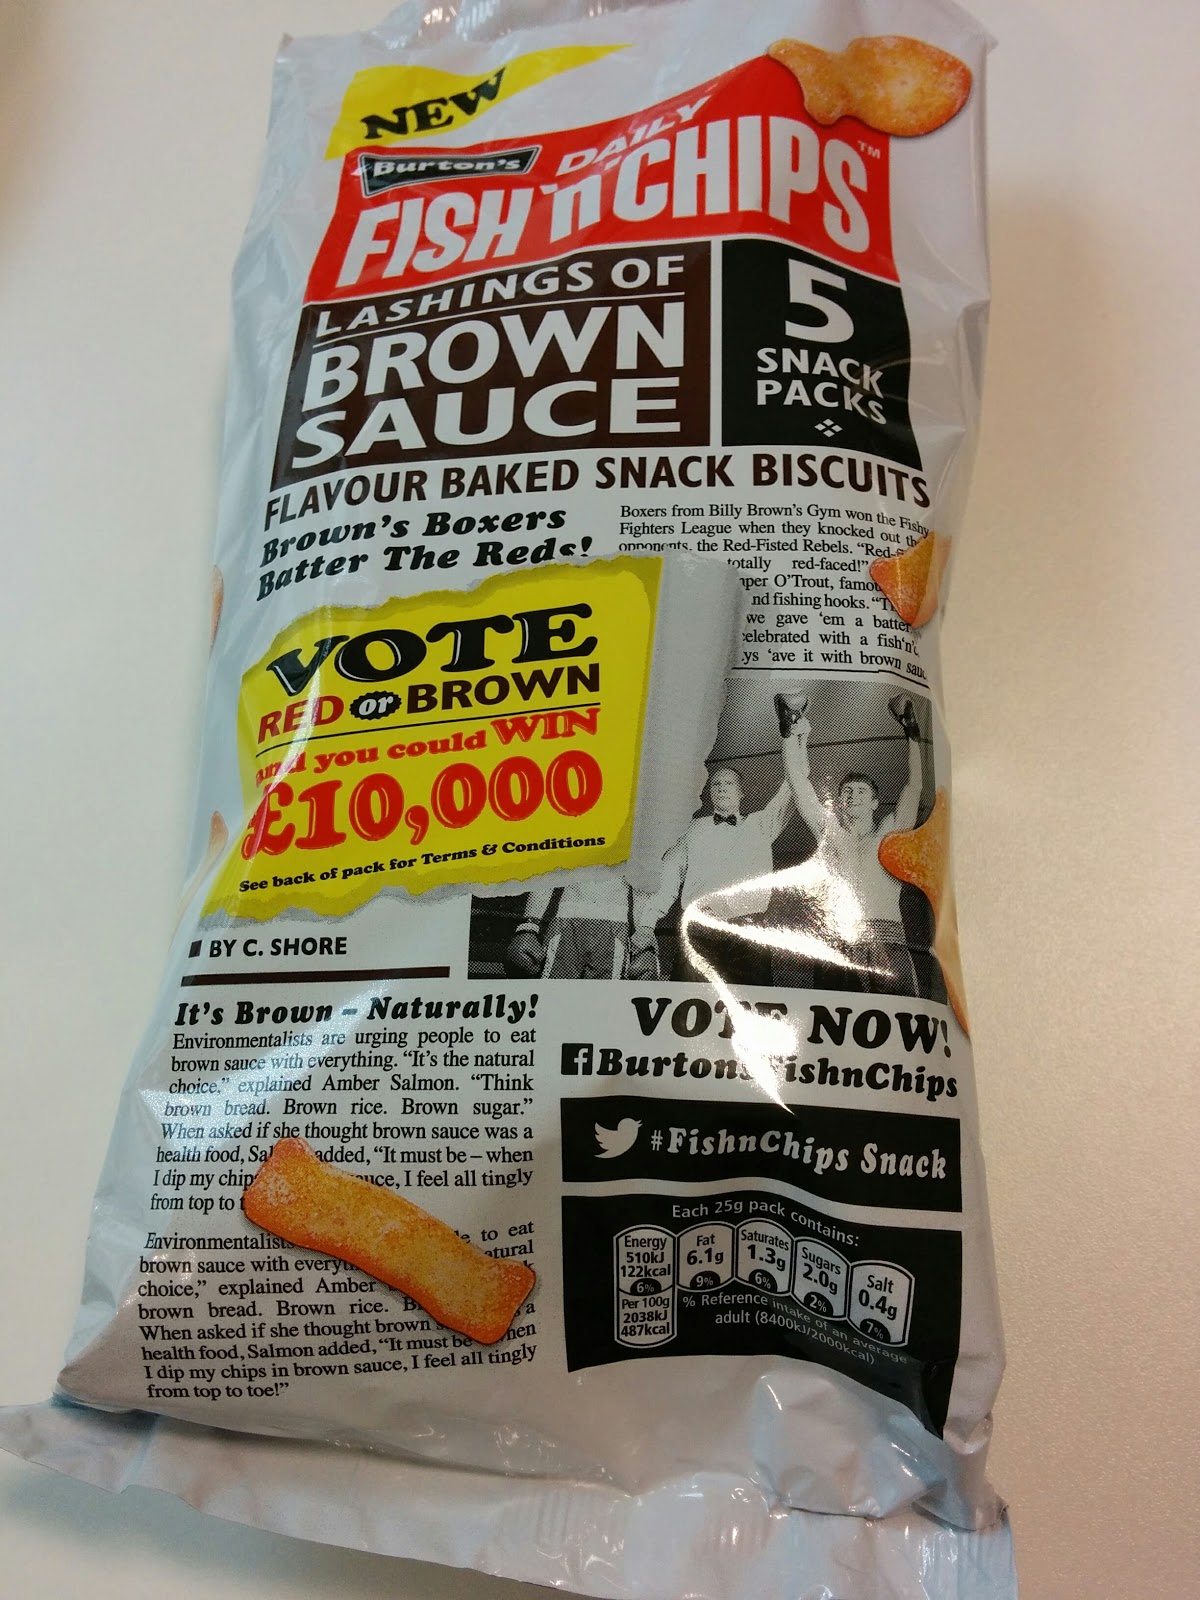 NEW
Burton's
DAILY
FISH 'n' CHIPS™
LASHINGS OF
BROWN
SAUCE
5
SNACK
PACKS
FLAVOUR BAKED SNACK BISCUITS
Brown's Boxers
Batter The Reds!
Boxers from Billy Brown's Gym won the Fishy
Fighters League when they knocked out
opponents, the Red-Fisted Rebels.
totally red-faced!"
O'Trout,
nd fishing hooks.
we gave 'em a
celebrated with a
'ave it with brown
VOTE
RED or BROWN
and you could WIN
£10,000
See back of pack for Terms & Conditions
BY C. SHORE
It's Brown – Naturally!
Environmentalists are urging people to eat
brown sauce with everything. "It's the natural
choice," explained Amber Salmon. "Think
brown bread. Brown rice. Brown sugar."
When asked if she thought brown sauce was a
health food, added, "It must be – when
I dip my I feel all tingly
from top to
to eat
brown sauce with
choice," explained Amber
brown bread. Brown rice.
When asked if she thought brown a
health food, Salmon added, "It must be
I dip my chips in brown sauce, I feel all tingly
from top to toe!"
VOTE NOW!
BurtonsFishnChips
#FishnChips Snack
Each 25g pack contains:
Energy
510kJ
122kcal
6%
Per 100g
2038kJ
487kcal
Fat
6.1g
9%
Saturates
1.3g
6%
Sugars
2.0g
2%
Salt
0.4g
7%
% Reference intake of an average
adult (8400kJ/2000kcal)